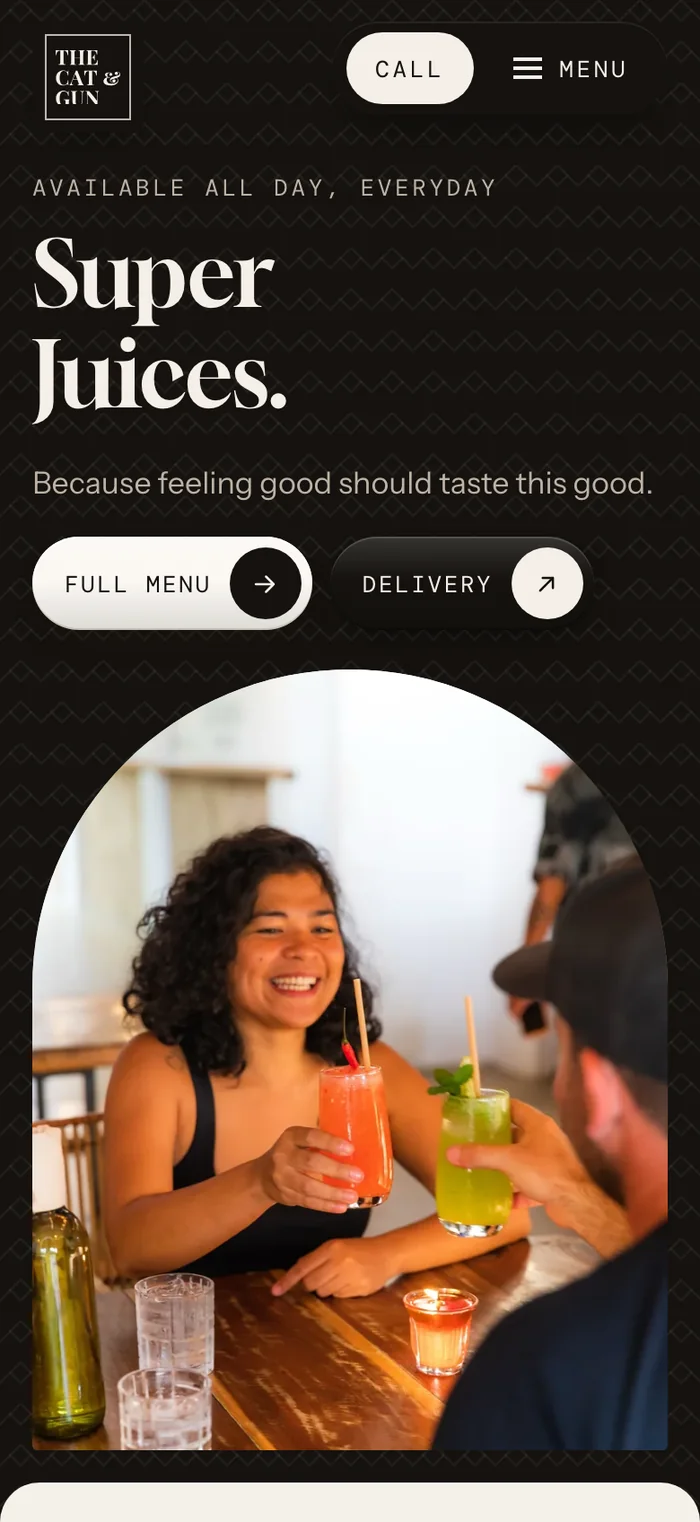 THE
CAT &
GUN
CALL
MENU
AVAILABLE ALL DAY, EVERYDAY
Super
Juices.
Because feeling good should taste this good.
FULL MENU
DELIVERY